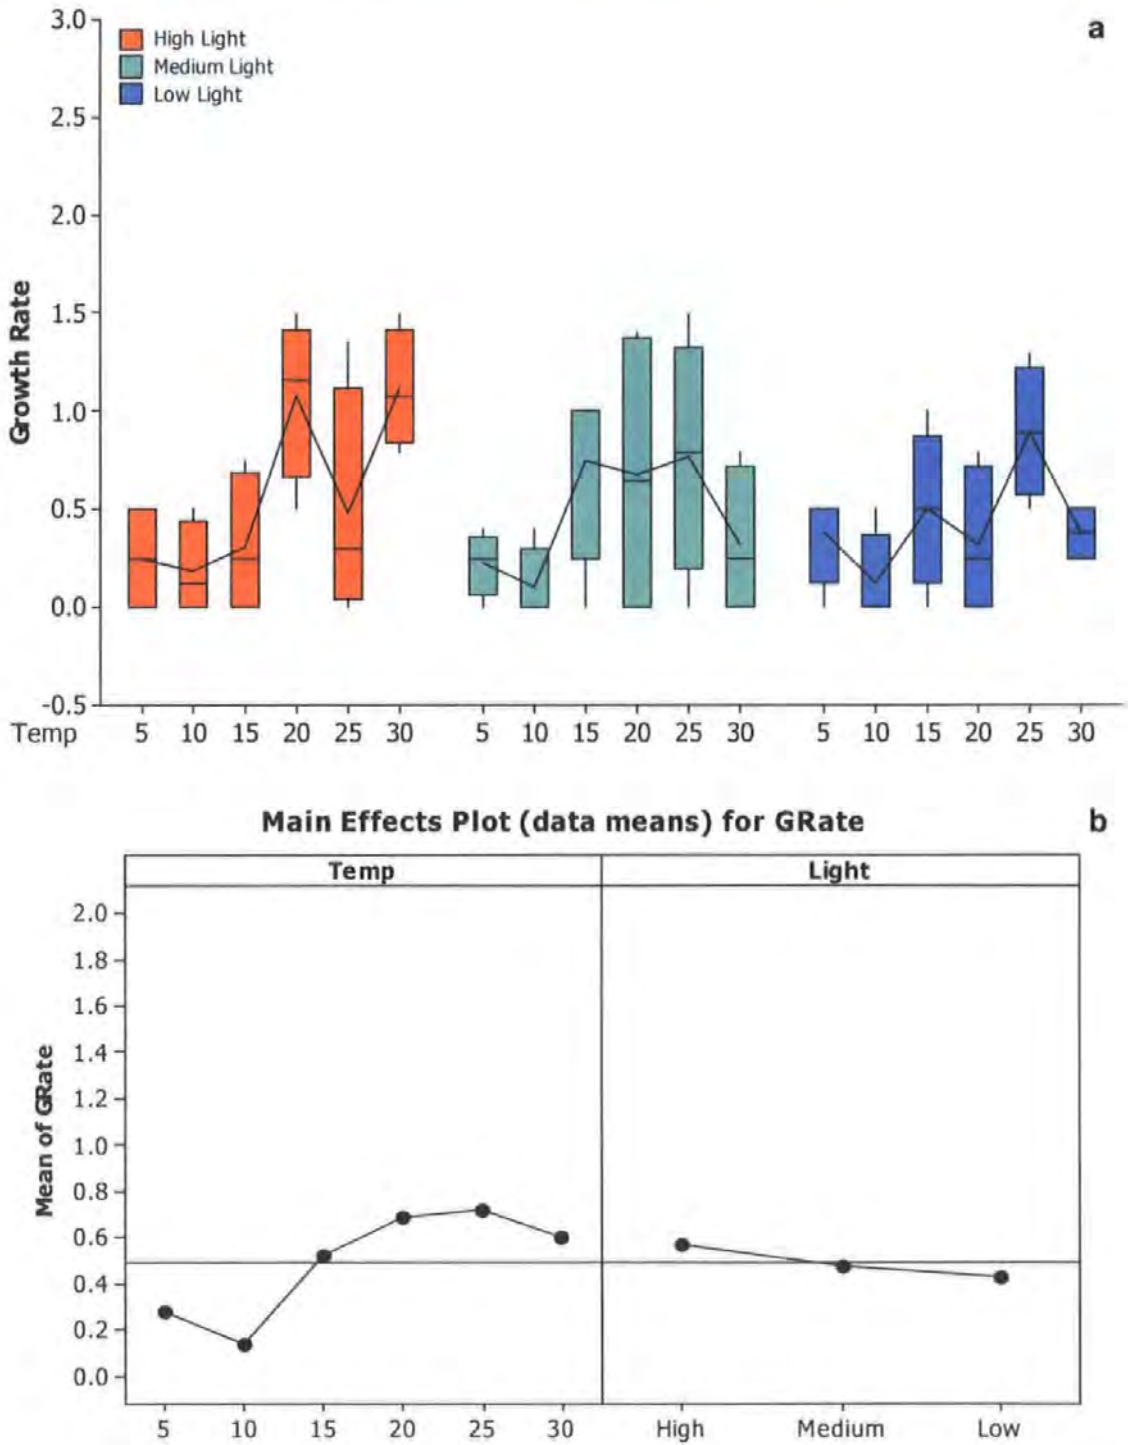 a
High Light
Medium Light
Low Light
3.0
2.5
2.0
1.5
1.0
0.5
0.0
-0.5
Growth Rate
Temp 5 10 15 20 25 30 5 10 15 20 25 30 5 10 15 20 25 30
Main Effects Plot (data means) for GRate b
Temp Light
2.0
1.8
1.6
1.4
1.2
1.0
0.8
0.6
0.4
0.2
0.0
Mean of GRate
5 10 15 20 25 30 High Medium Low